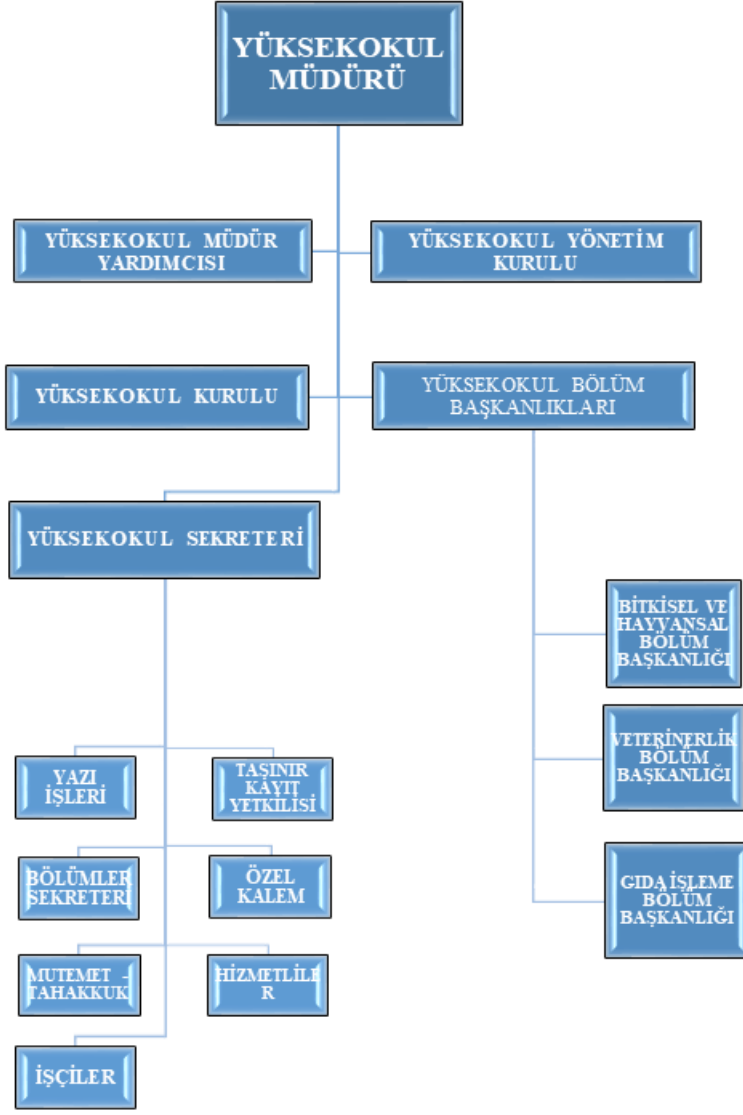 YÜKSEKOKUL
MÜDÜRÜ
YÜKSEKOKUL MÜDÜR
YARDIMCISI
YÜKSEKOKUL YÖNETİM
KURULU
YÜKSEKOKUL KURULU
YÜKSEKOKUL BÖLÜM
BAŞKANLIKLARI
YÜKSEKOKUL SEKRETERİ
BİTKİSEL VE
HAYVANSAL
BÖLÜM
BAŞKANLIĞI
VETERİNERLİK
BÖLÜM
BAŞKANLIĞI
GIDA İŞLEME
BÖLÜM
BAŞKANLIĞI
YAZI
İŞLERİ
TAŞINIR
KAYIT
YETKİLİSİ
BÖLÜMLER
SEKRETERİ
ÖZEL
KALEM
MUTEMET -
TAHAKKUK
HİZMETLİLE
R
İŞÇİLER